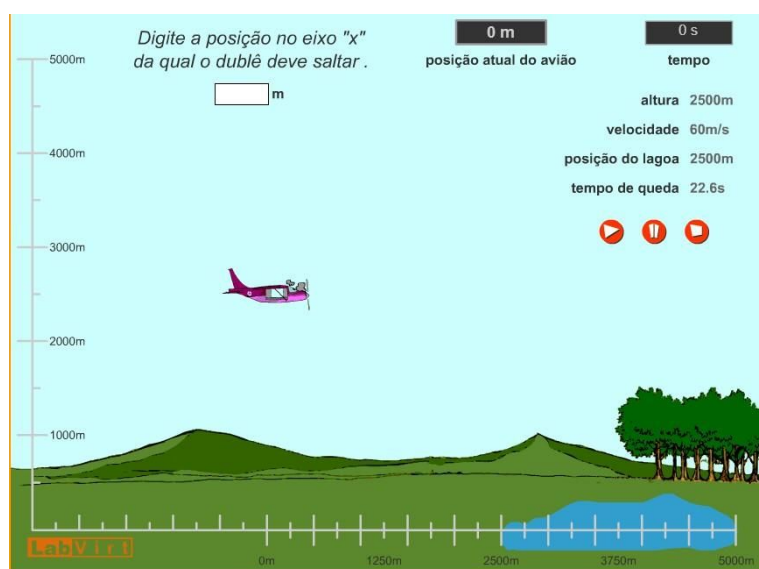 Digite a posição no eixo "x"
da qual o dublê deve saltar .
m
0 m
posição atual do avião
0 s
tempo
altura 2500m
velocidade 60m/s
posição do lagoa 2500m
tempo de queda 22.6s
5000m
4000m
3000m
2000m
1000m
0m 1250m 2500m 3750m 5000m
LabVirt